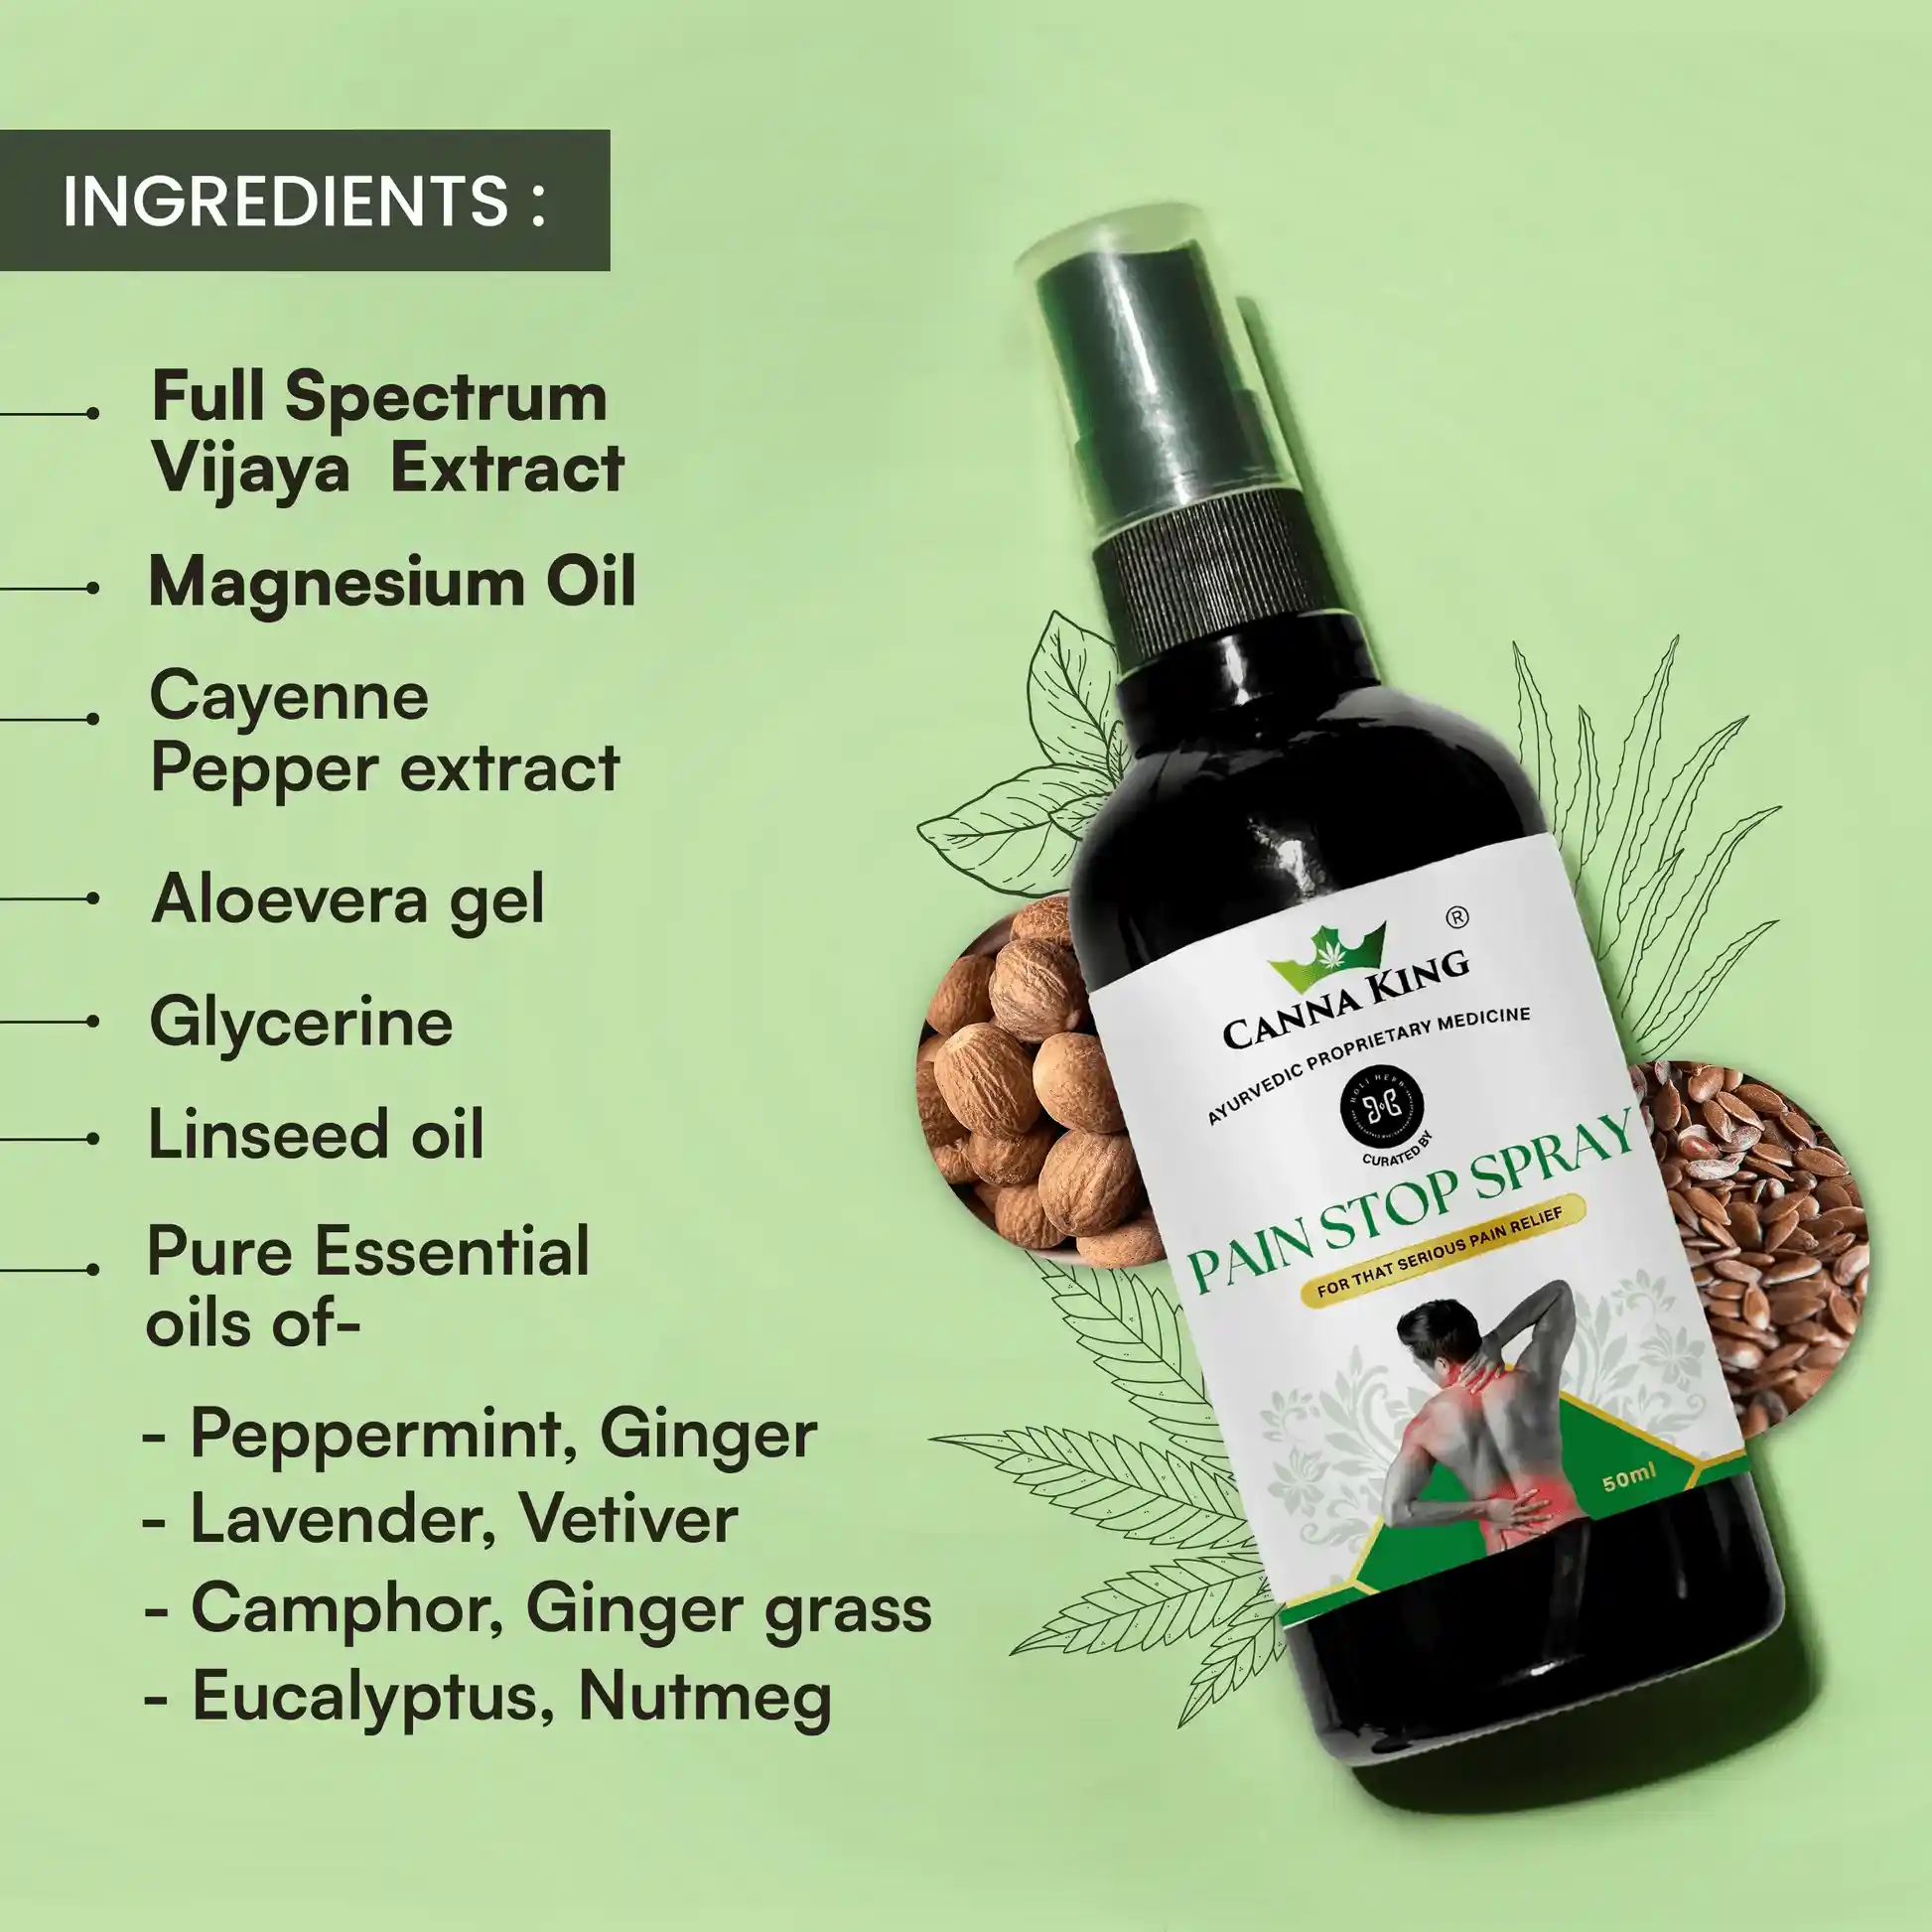 INGREDIENTS :
Full Spectrum
Vijaya Extract
Magnesium Oil
Cayenne
Pepper extract
Aloevera gel
Glycerine
Linseed oil
Pure Essential
oils of-
- Peppermint, Ginger
- Lavender, Vetiver
- Camphor, Ginger grass
- Eucalyptus, Nutmeg
®
CANNA KING
AYURVEDIC PROPRIETARY MEDICINE
HOLI HERB
CURATED BY
PAIN STOP SPRAY
FOR THAT SERIOUS PAIN RELIEF
50ml